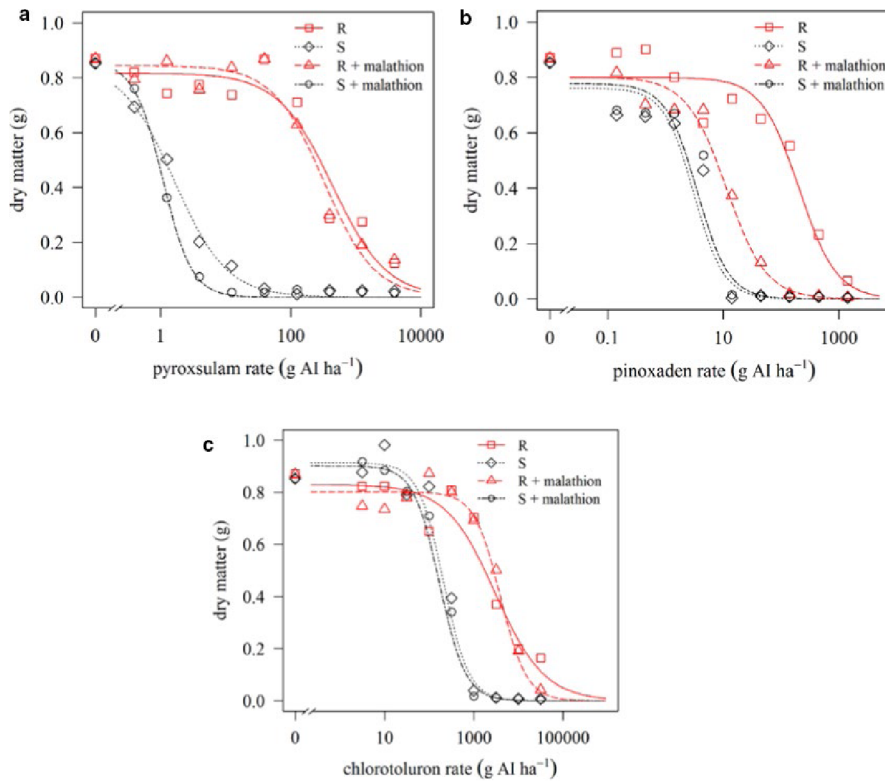 a
1.0
0.8
0.6
0.4
0.2
0.0
dry matter (g)
R
S
R + malathion
S + malathion
0 1 100 10000
pyroxsulam rate (g AI ha⁻¹)
b
1.0
0.8
0.6
0.4
0.2
0.0
dry matter (g)
R
S
R + malathion
S + malathion
0 0.1 10 1000
pinoxaden rate (g AI ha⁻¹)
c
1.0
0.8
0.6
0.4
0.2
0.0
dry matter (g)
R
S
R + malathion
S + malathion
0 10 1000 100000
chlorotoluron rate (g AI ha⁻¹)